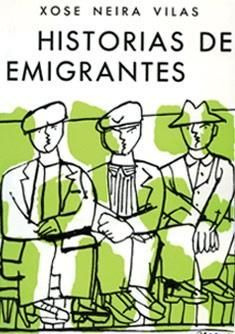 XOSE NEIRA VILAS
HISTORIAS DE
EMIGRANTES